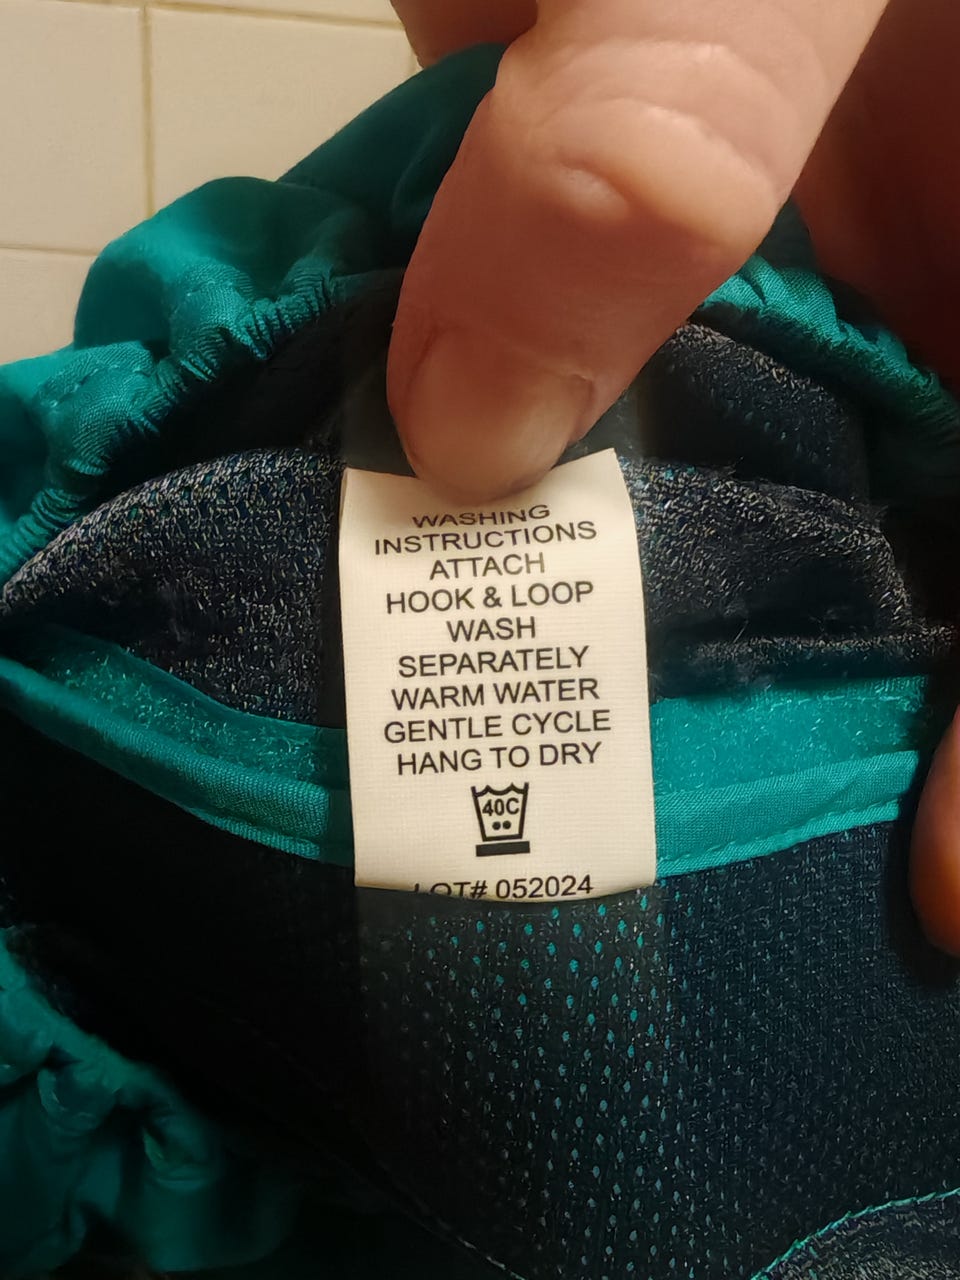 WASHING
INSTRUCTIONS
ATTACH
HOOK & LOOP
WASH
SEPARATELY
WARM WATER
GENTLE CYCLE
HANG TO DRY
40C
LOT# 052024